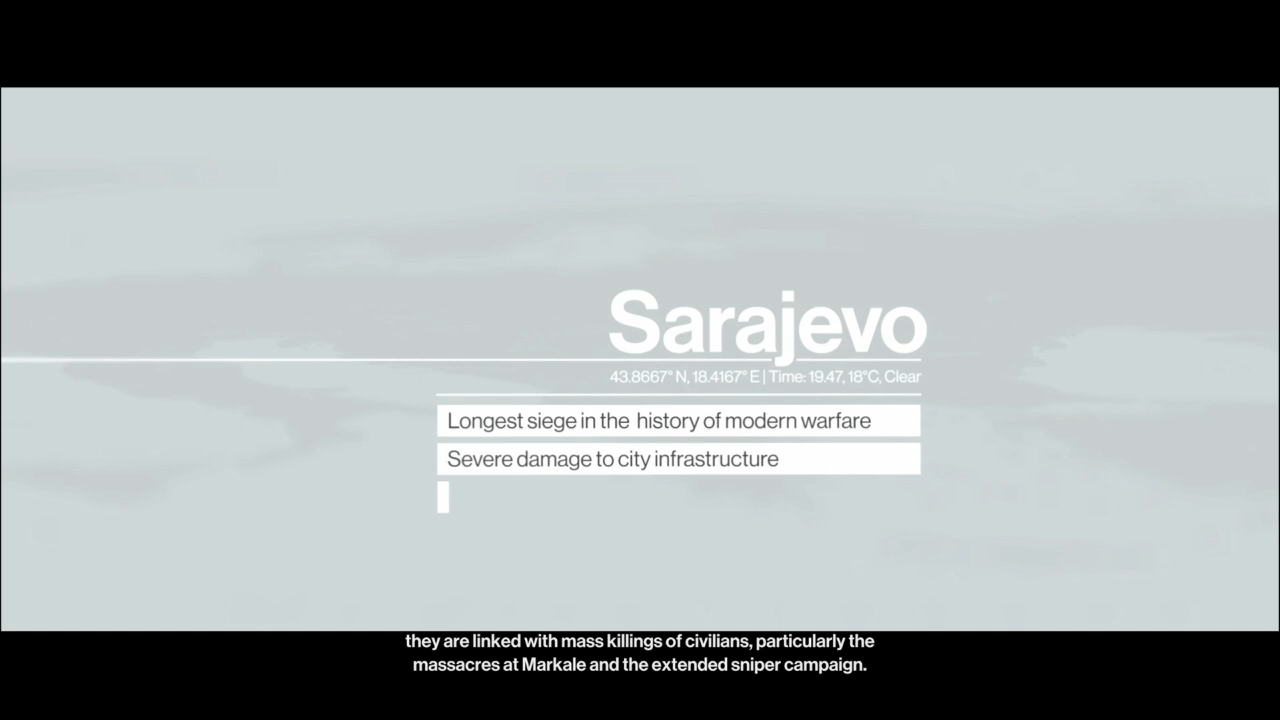 Sarajevo
43.8667° N, 18.4167° E | Time: 19.47, 18°C, Clear
Longest siege in the history of modern warfare
Severe damage to city infrastructure
they are linked with mass killings of civilians, particularly the
massacres at Markale and the extended sniper campaign.